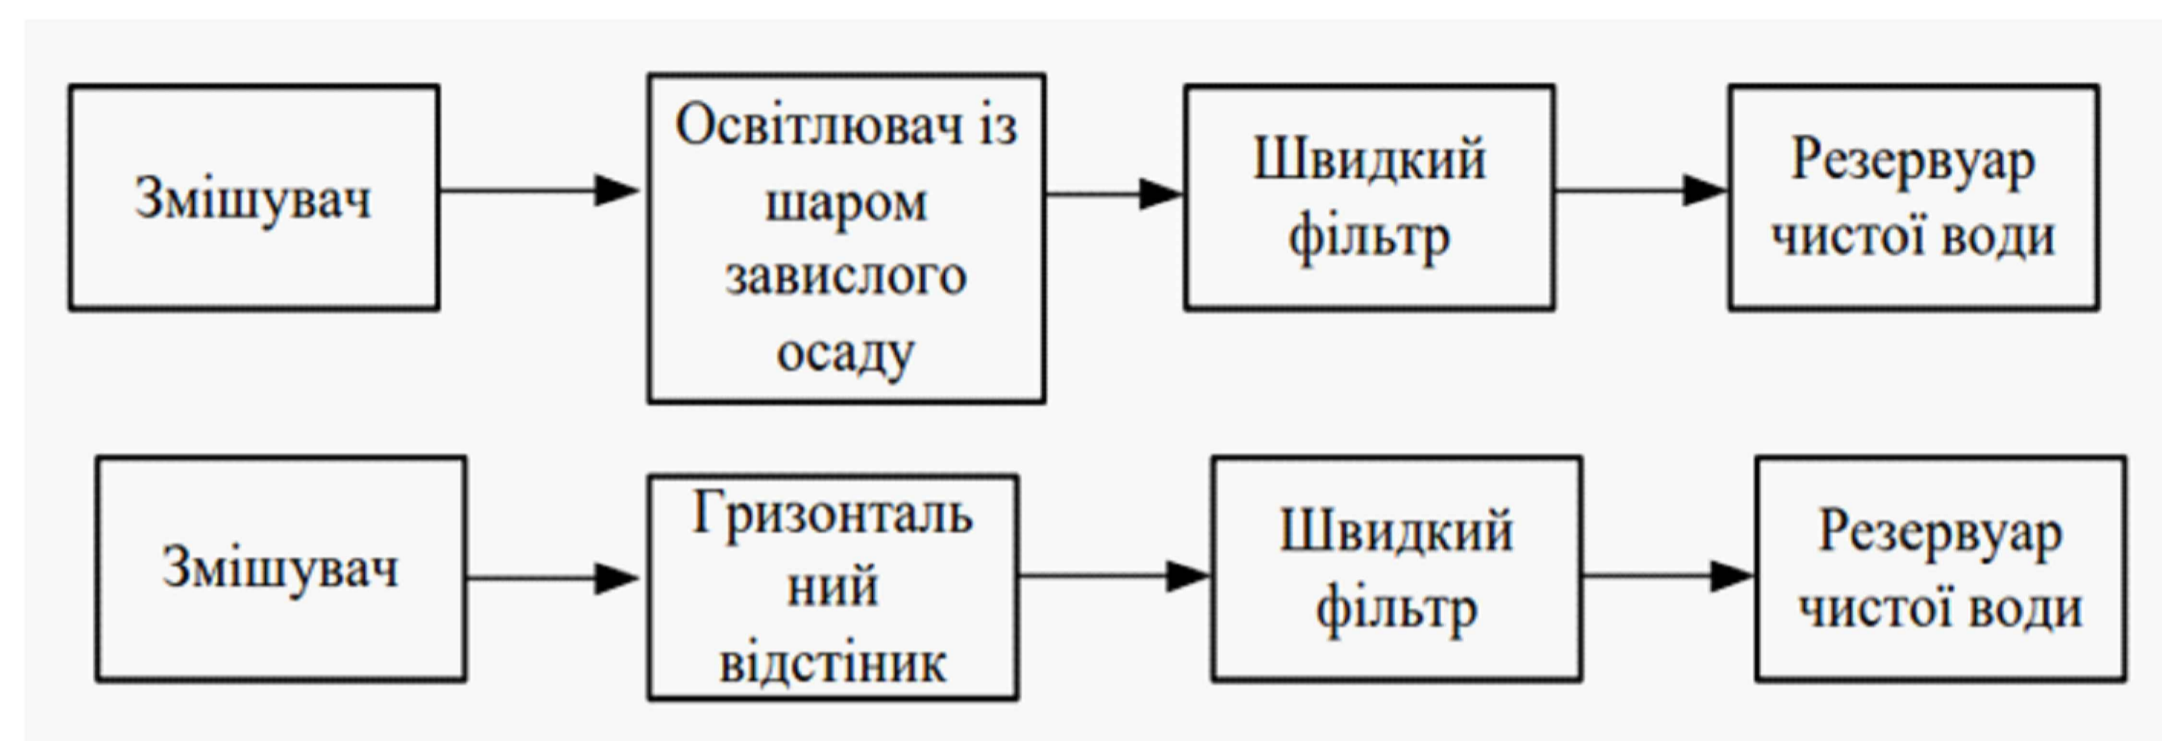 Змішувач
Освітлювач із
шаром
завислого
осаду
Швидкий
фільтр
Резервуар
чистої води
Змішувач
Гризонталь
ний
відстіник
Швидкий
фільтр
Резервуар
чистої води